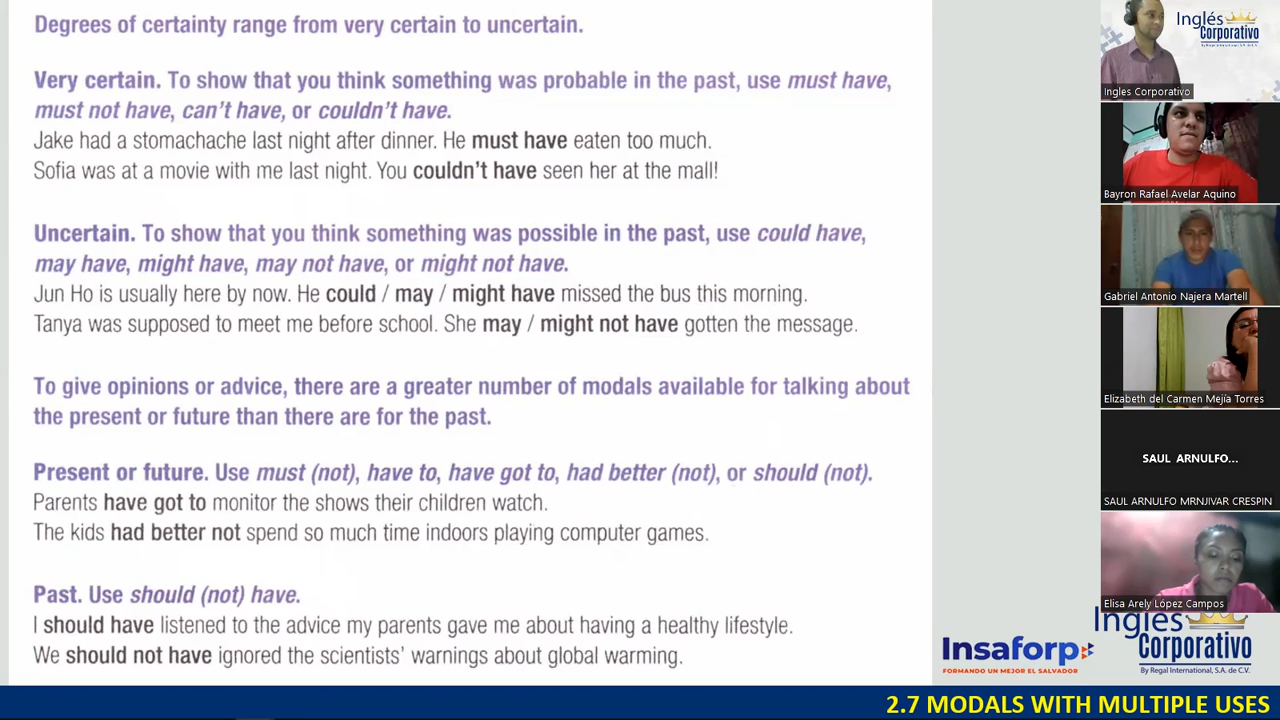 Degrees of certainty range from very certain to uncertain.
Very certain. To show that you think something was probable in the past, use must have,
must not have, can't have, or couldn't have.
Jake had a stomachache last night after dinner. He must have eaten too much.
Sofia was at a movie with me last night. You couldn't have seen her at the mall!
Uncertain. To show that you think something was possible in the past, use could have,
may have, might have, may not have, or might not have.
Jun Ho is usually here by now. He could / may / might have missed the bus this morning.
Tanya was supposed to meet me before school. She may / might not have gotten the message.
To give opinions or advice, there are a greater number of modals available for talking about
the present or future than there are for the past.
Present or future. Use must (not), have to, have got to, had better (not), or should (not).
Parents have got to monitor the shows their children watch.
The kids had better not spend so much time indoors playing computer games.
Past. Use should (not) have.
I should have listened to the advice my parents gave me about having a healthy lifestyle.
We should not have ignored the scientists' warnings about global warming.
Inglés
Corporativo
By Regal International, S.A. de C.V.
Ingles Corporativo
Bayron Rafael Avelar Aquino
Gabriel Antonio Najera Martell
Elizabeth del Carmen Mejía Torres
SAUL ARNULFO...
SAUL ARNULFO MRNJIVAR CRESPIN
Elisa Arely López Campos
Insaforp
FORMANDO UN MEJOR EL SALVADOR
Inglés
Corporativo
By Regal International, S.A. de C.V.
2.7 MODALS WITH MULTIPLE USES